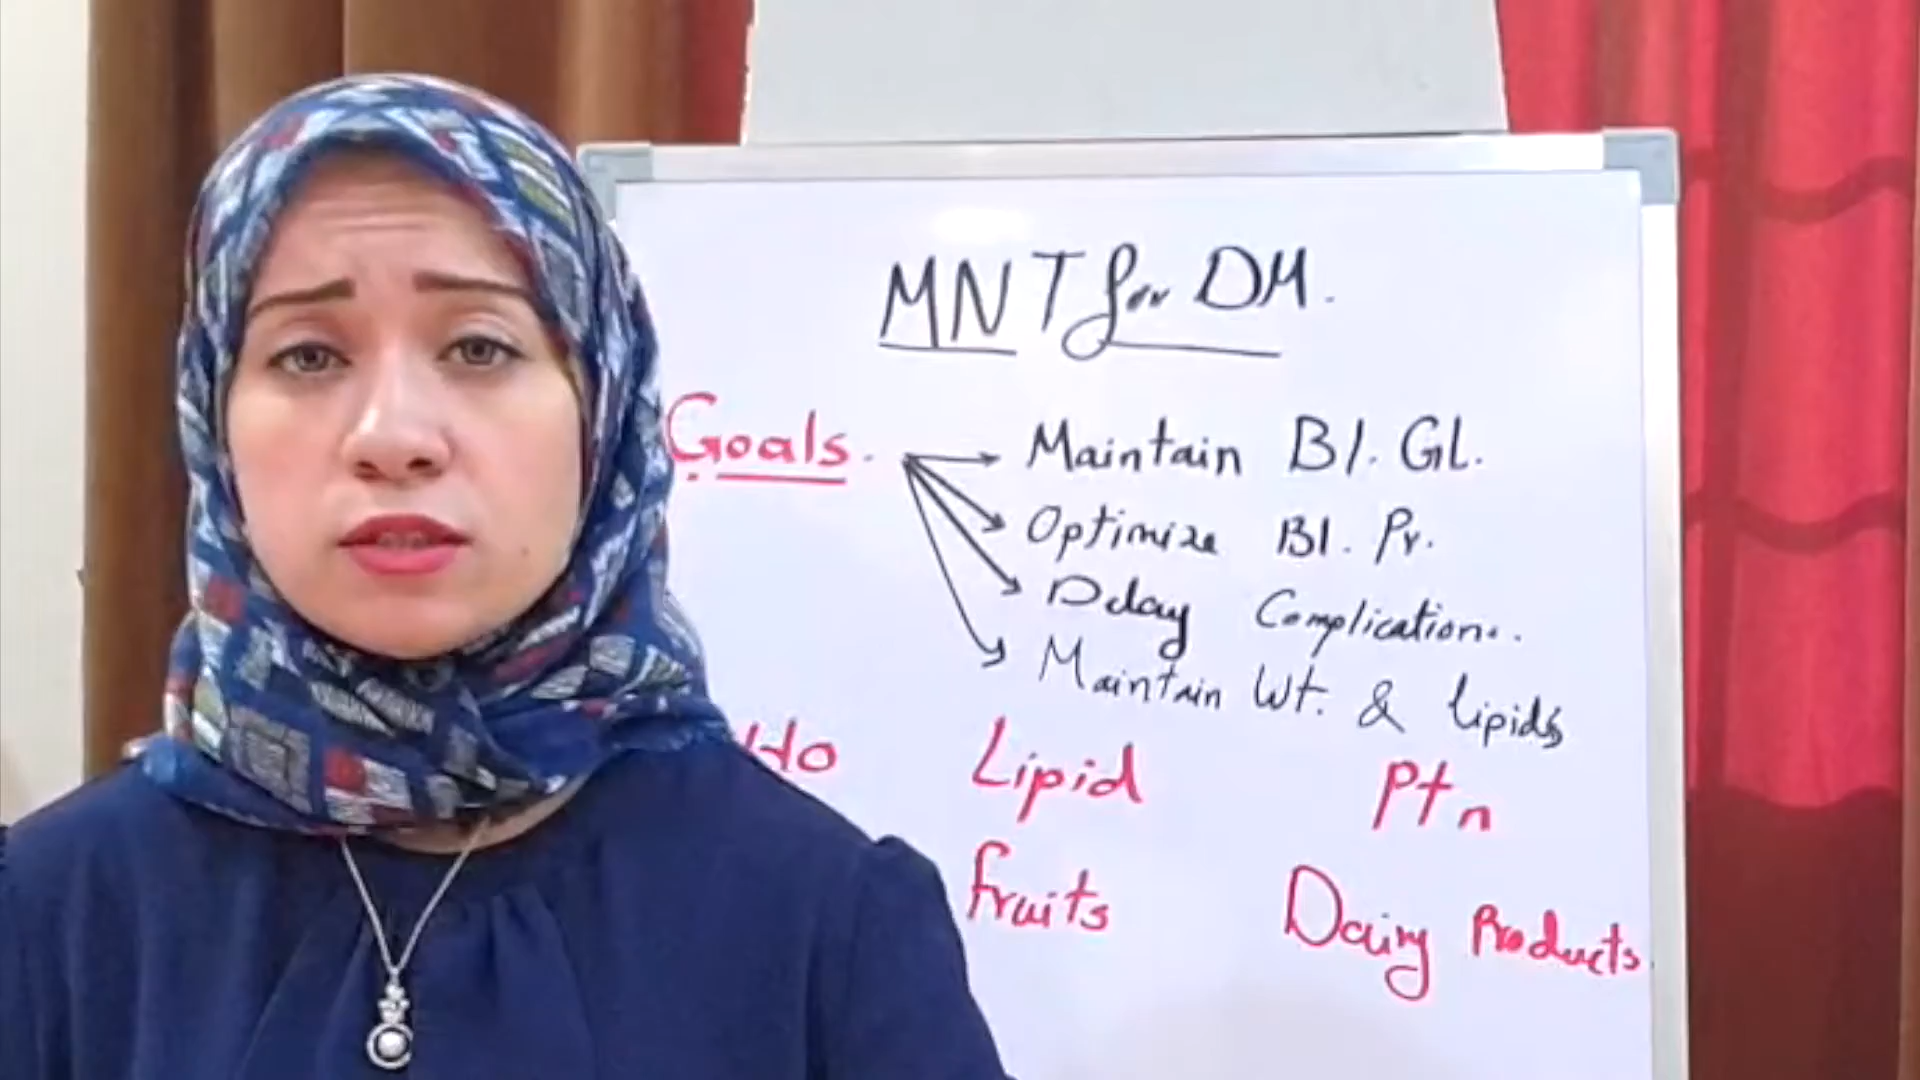 MNT for DM.
Goals. Maintain Bl. Gl.
Optimize Bl. Pr.
Delay Complications.
Maintain Wt. & lipids
Lipid Ptn
fruits Dairy Products